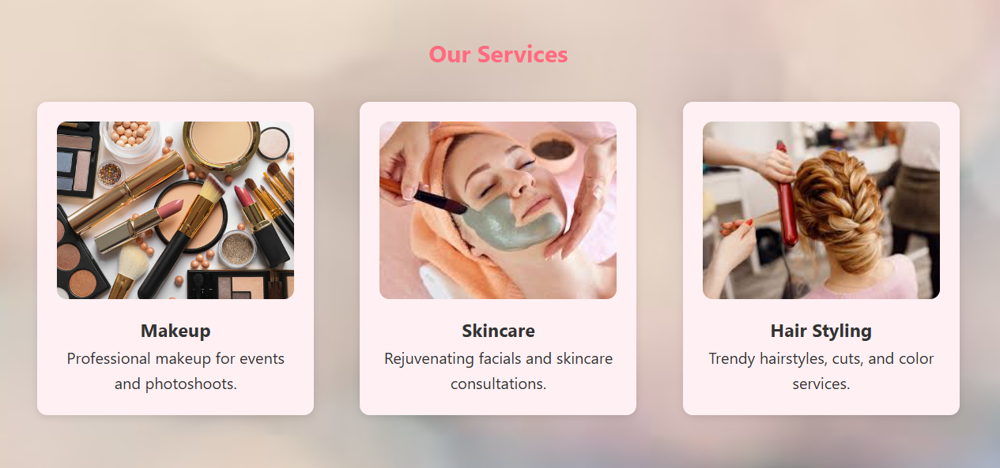 Our Services
Makeup
Professional makeup for events
and photoshoots.
Skincare
Rejuvenating facials and skincare
consultations.
Hair Styling
Trendy hairstyles, cuts, and color
services.